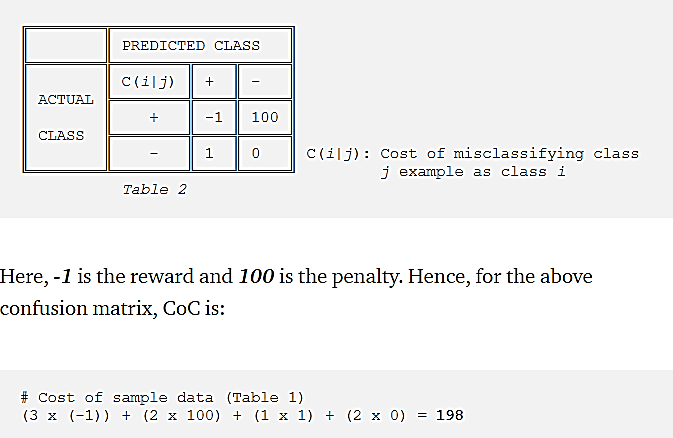 PREDICTED CLASS
ACTUAL
CLASS
C(i|j) + -
+ -1 100
- 1 0
C(i|j): Cost of misclassifying class
j example as class i
Table 2
Here, -1 is the reward and 100 is the penalty. Hence, for the above
confusion matrix, CoC is:
# Cost of sample data (Table 1)
(3 x (-1)) + (2 x 100) + (1 x 1) + (2 x 0) = 198